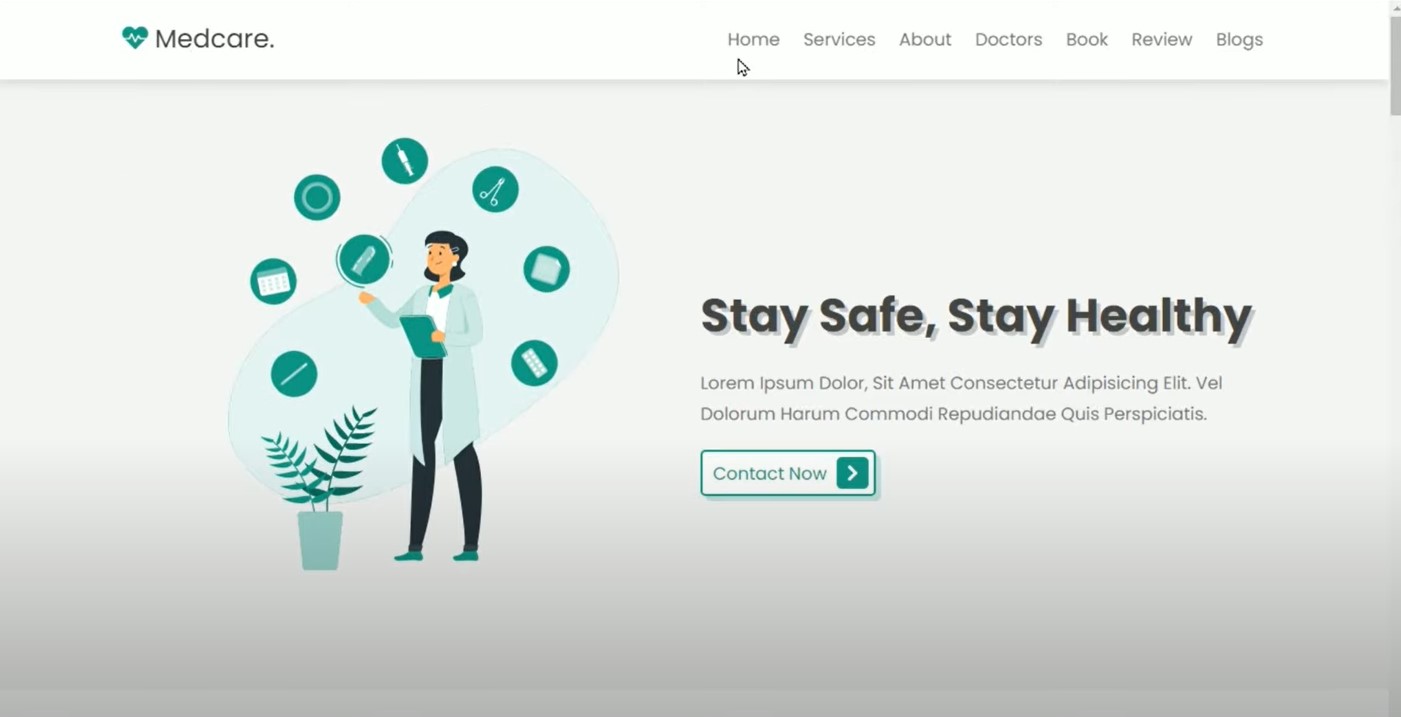 Medcare.
Home Services About Doctors Book Review Blogs
Stay Safe, Stay Healthy
Lorem Ipsum Dolor, Sit Amet Consectetur Adipisicing Elit. Vel
Dolorum Harum Commodi Repudiandae Quis Perspiciatis.
Contact Now